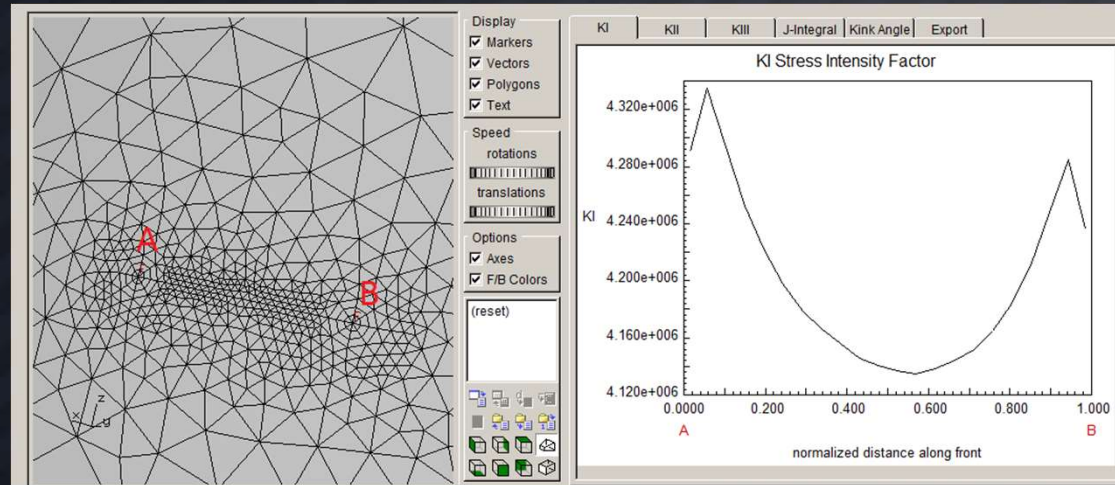 A
B
z
x
y
Display
Markers
Vectors
Polygons
Text
Speed
rotations
translations
Options
Axes
F/B Colors
(reset)
KI
KII
KIII
J-Integral
Kink Angle
Export
KI Stress Intensity Factor
4.320e+006
4.280e+006
4.240e+006
4.200e+006
4.160e+006
4.120e+006
KI
0.0000
0.200
0.400
0.600
0.800
1.000
A
B
normalized distance along front